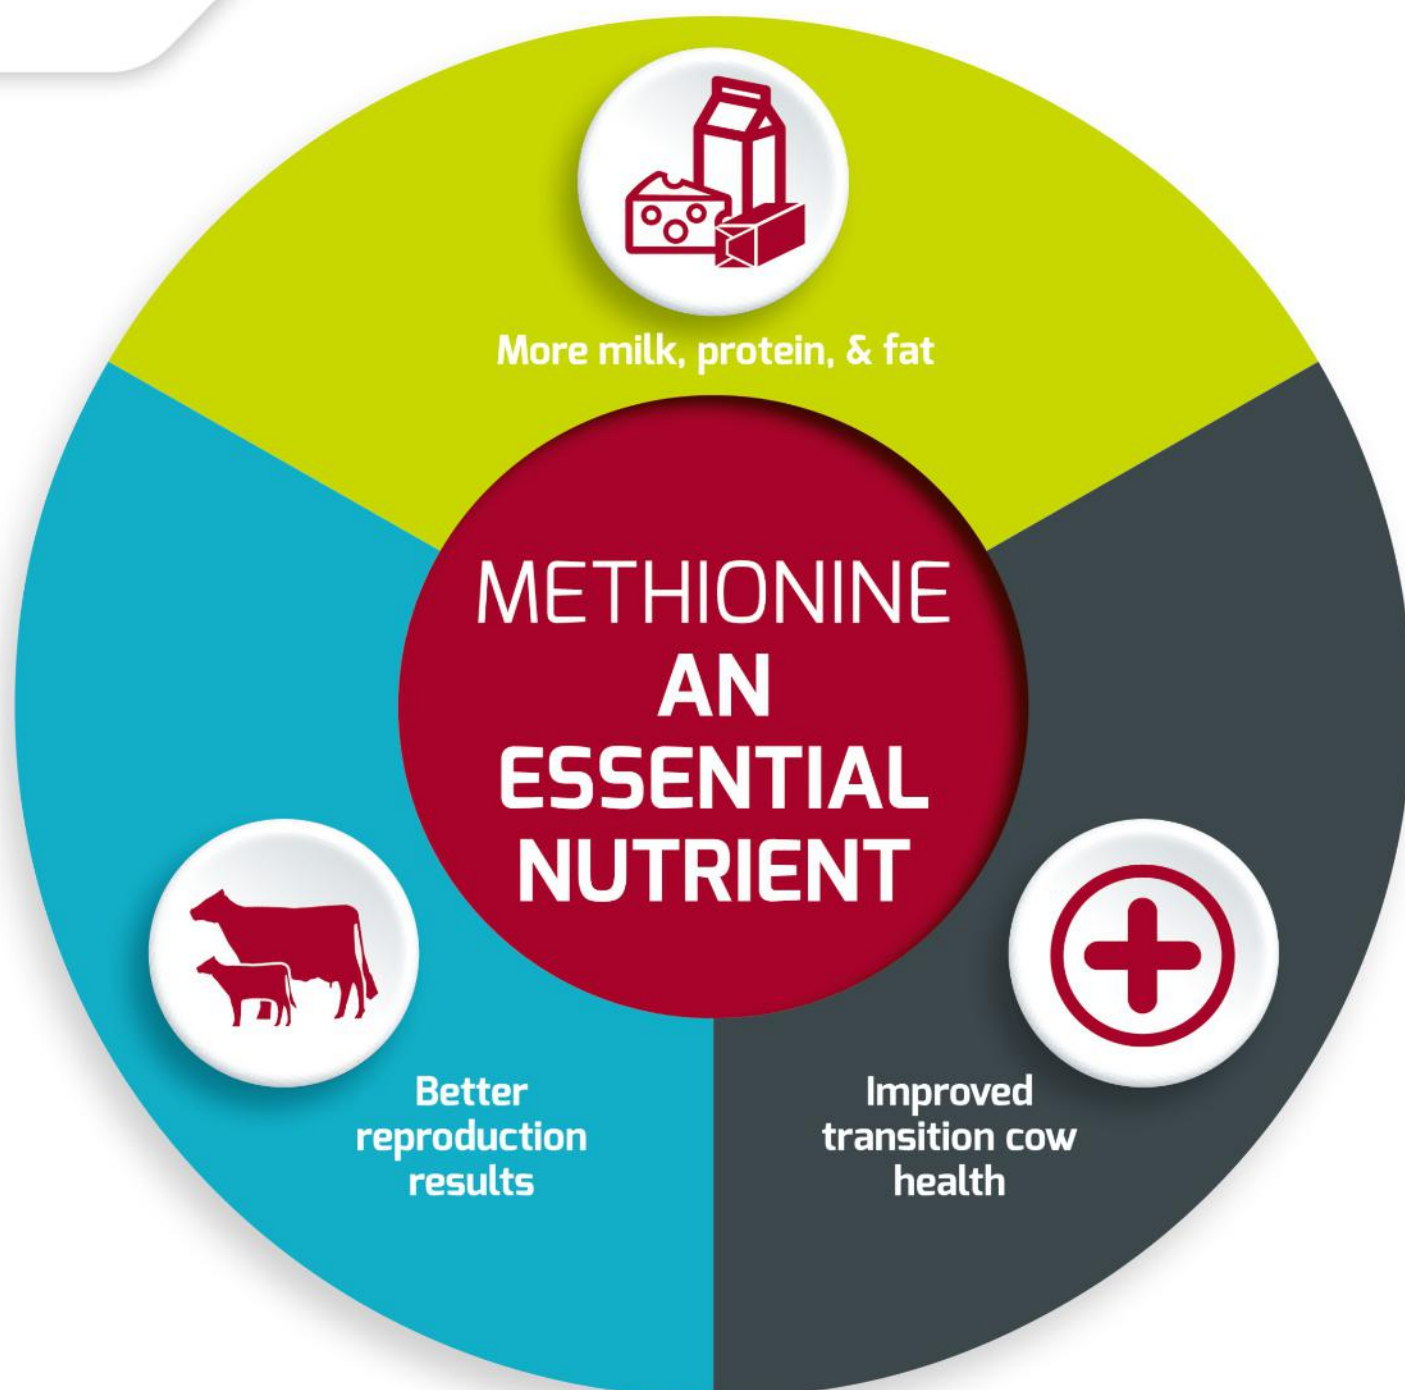 More milk, protein, & fat
METHIONINE
AN
ESSENTIAL
NUTRIENT
Better
reproduction
results
Improved
transition cow
health